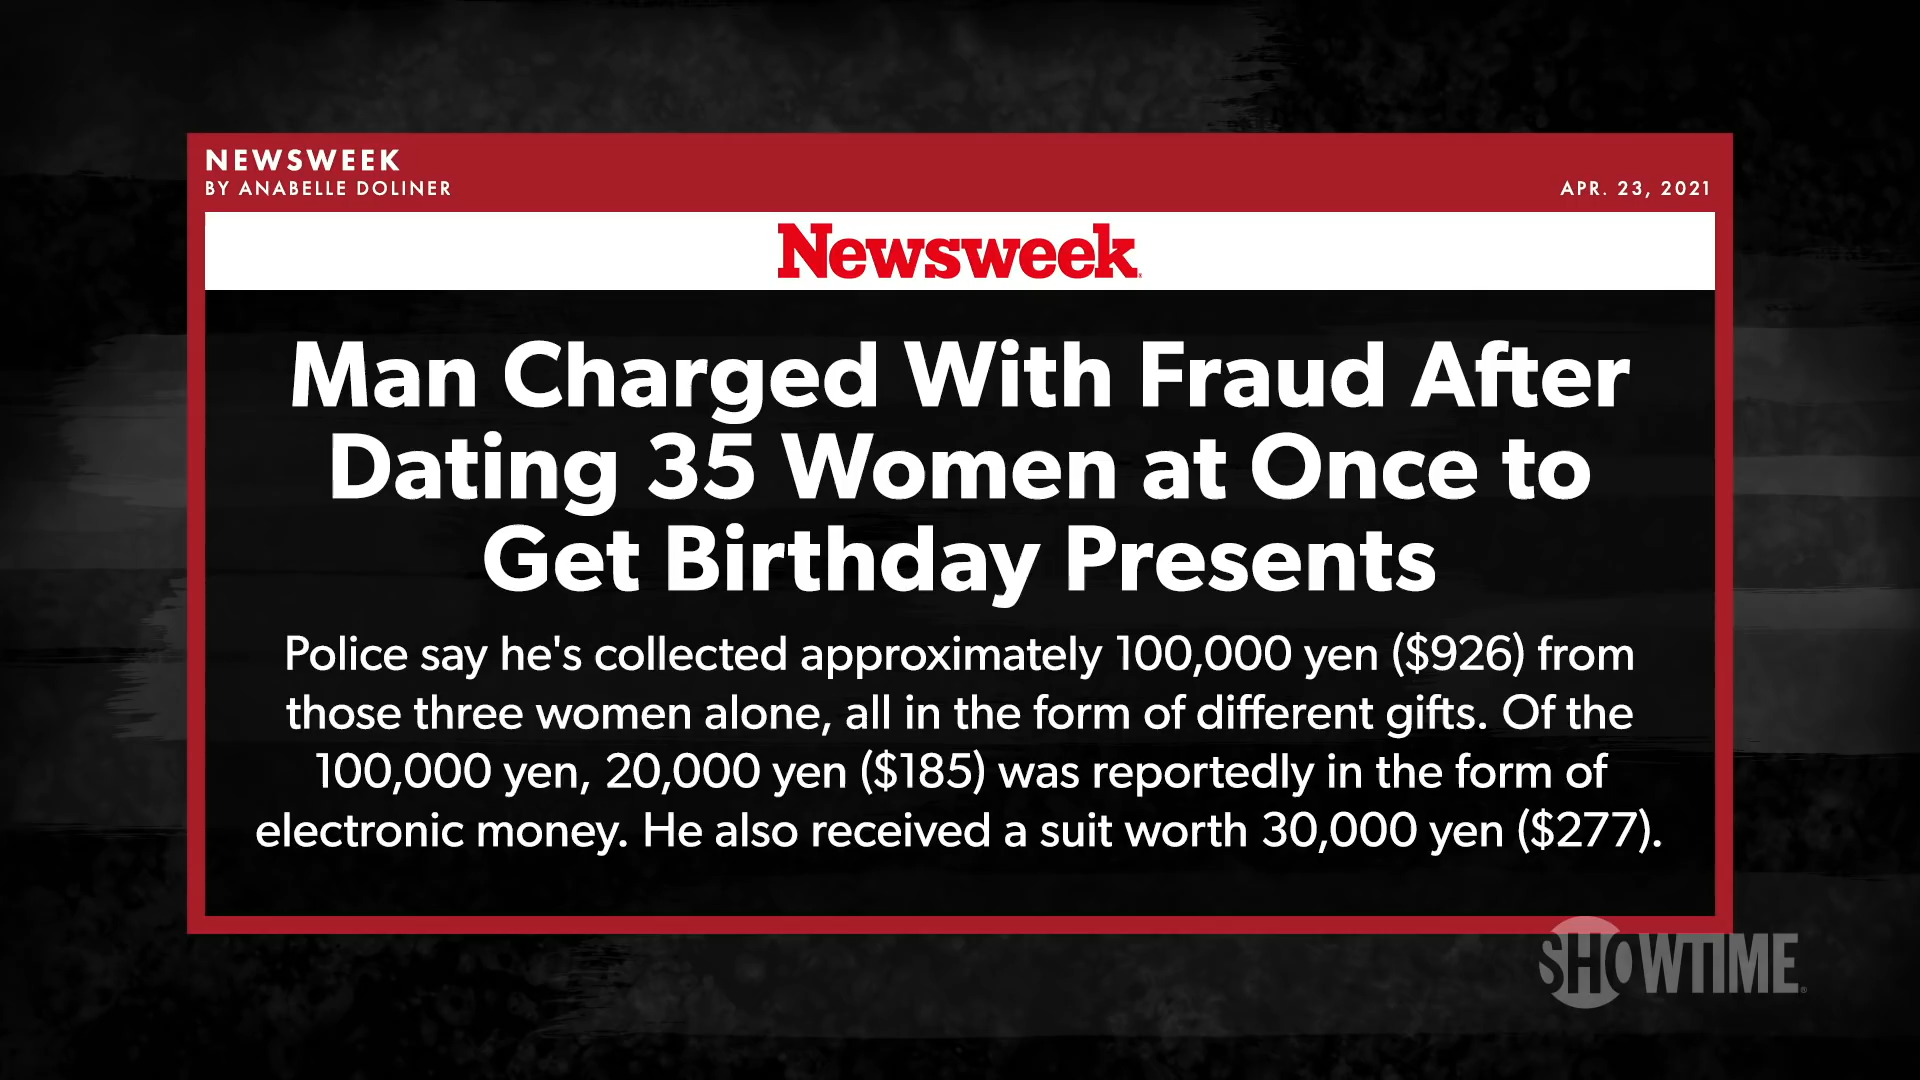 NEWSWEEK
BY ANABELLE DOLINER
APR. 23, 2021
Newsweek
Man Charged With Fraud After
Dating 35 Women at Once to
Get Birthday Presents
Police say he's collected approximately 100,000 yen ($926) from
those three women alone, all in the form of different gifts. Of the
100,000 yen, 20,000 yen ($185) was reportedly in the form of
electronic money. He also received a suit worth 30,000 yen ($277).
SHOWTIME®